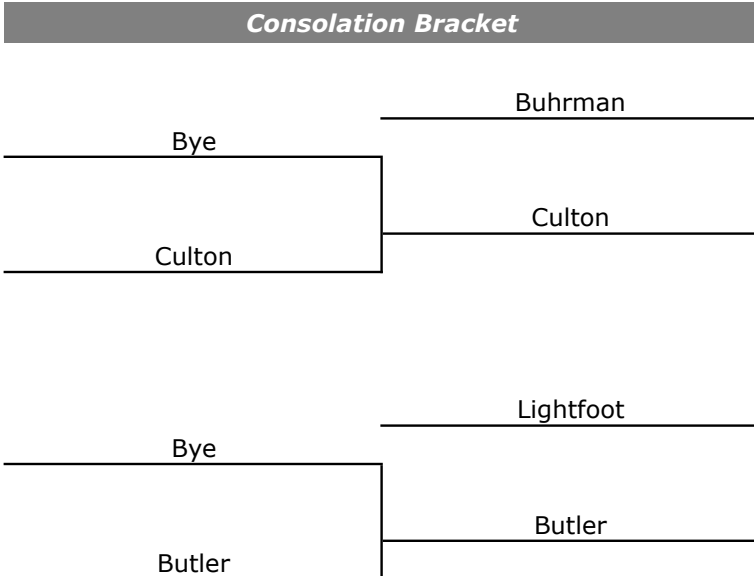 Consolation Bracket
Buhrman
Bye
Culton
Culton
Lightfoot
Bye
Butler
Butler